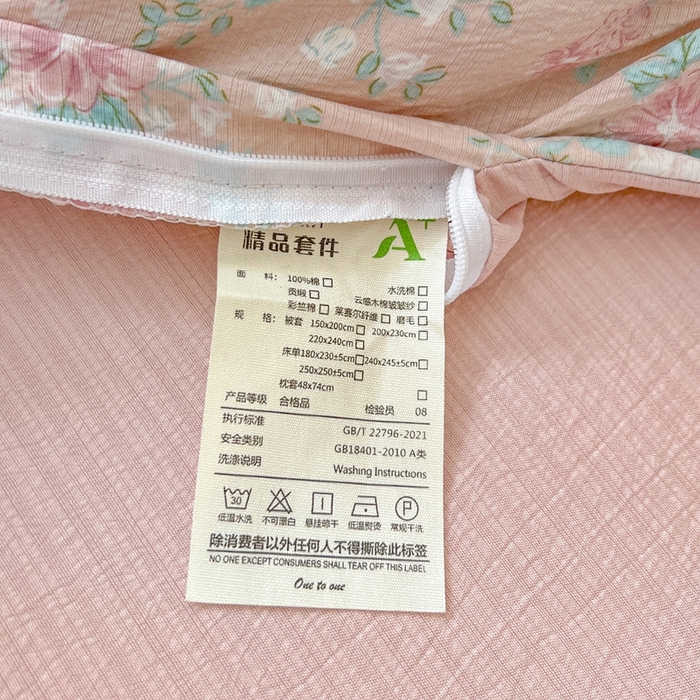 精品套件 A+
面 料： 100%棉□ 水洗棉□
贡缎□ 云感木棉皱皱纱□
彩兰棉□ 莱赛尔纤维□ 磨毛□
规 格： 被套 150x200cm□ 200x230cm□
220x240cm□
床单180x230±5cm□240x245±5cm□
250x250±5cm□
枕套48x74cm □
产品等级 合格品 检验员 08
执行标准 GB/T 22796-2021
安全类别 GB18401-2010 A类
洗涤说明 Washing Instructions
30 P
低温水洗 不可漂白 悬挂晾干 低温熨烫 常规干洗
除消费者以外任何人不得撕除此标签
NO ONE EXCEPT CONSUMERS SHALL TEAR OFF THIS LABEL
One to one